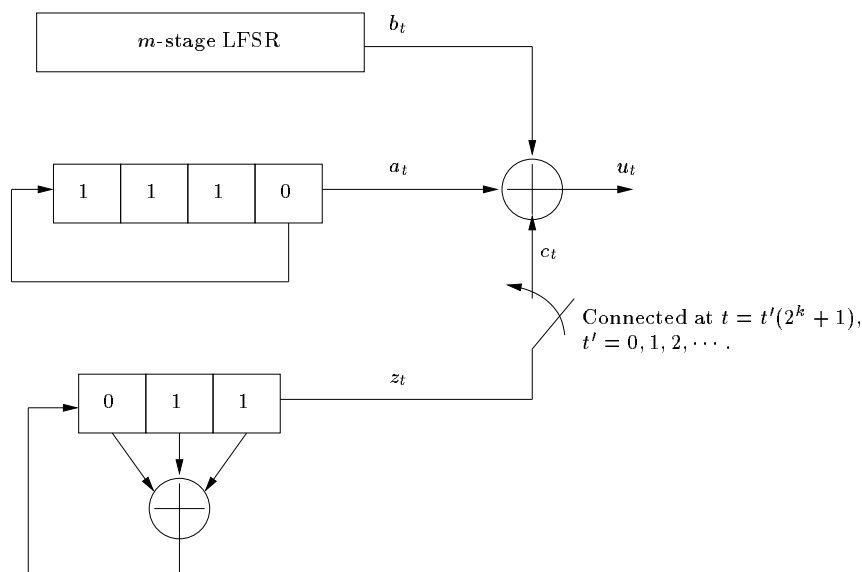 m-stage LFSR
b_t
1 1 1 0
a_t
u_t
c_t
Connected at t = t′(2^k + 1),
t′ = 0, 1, 2, ⋯ .
z_t
0 1 1